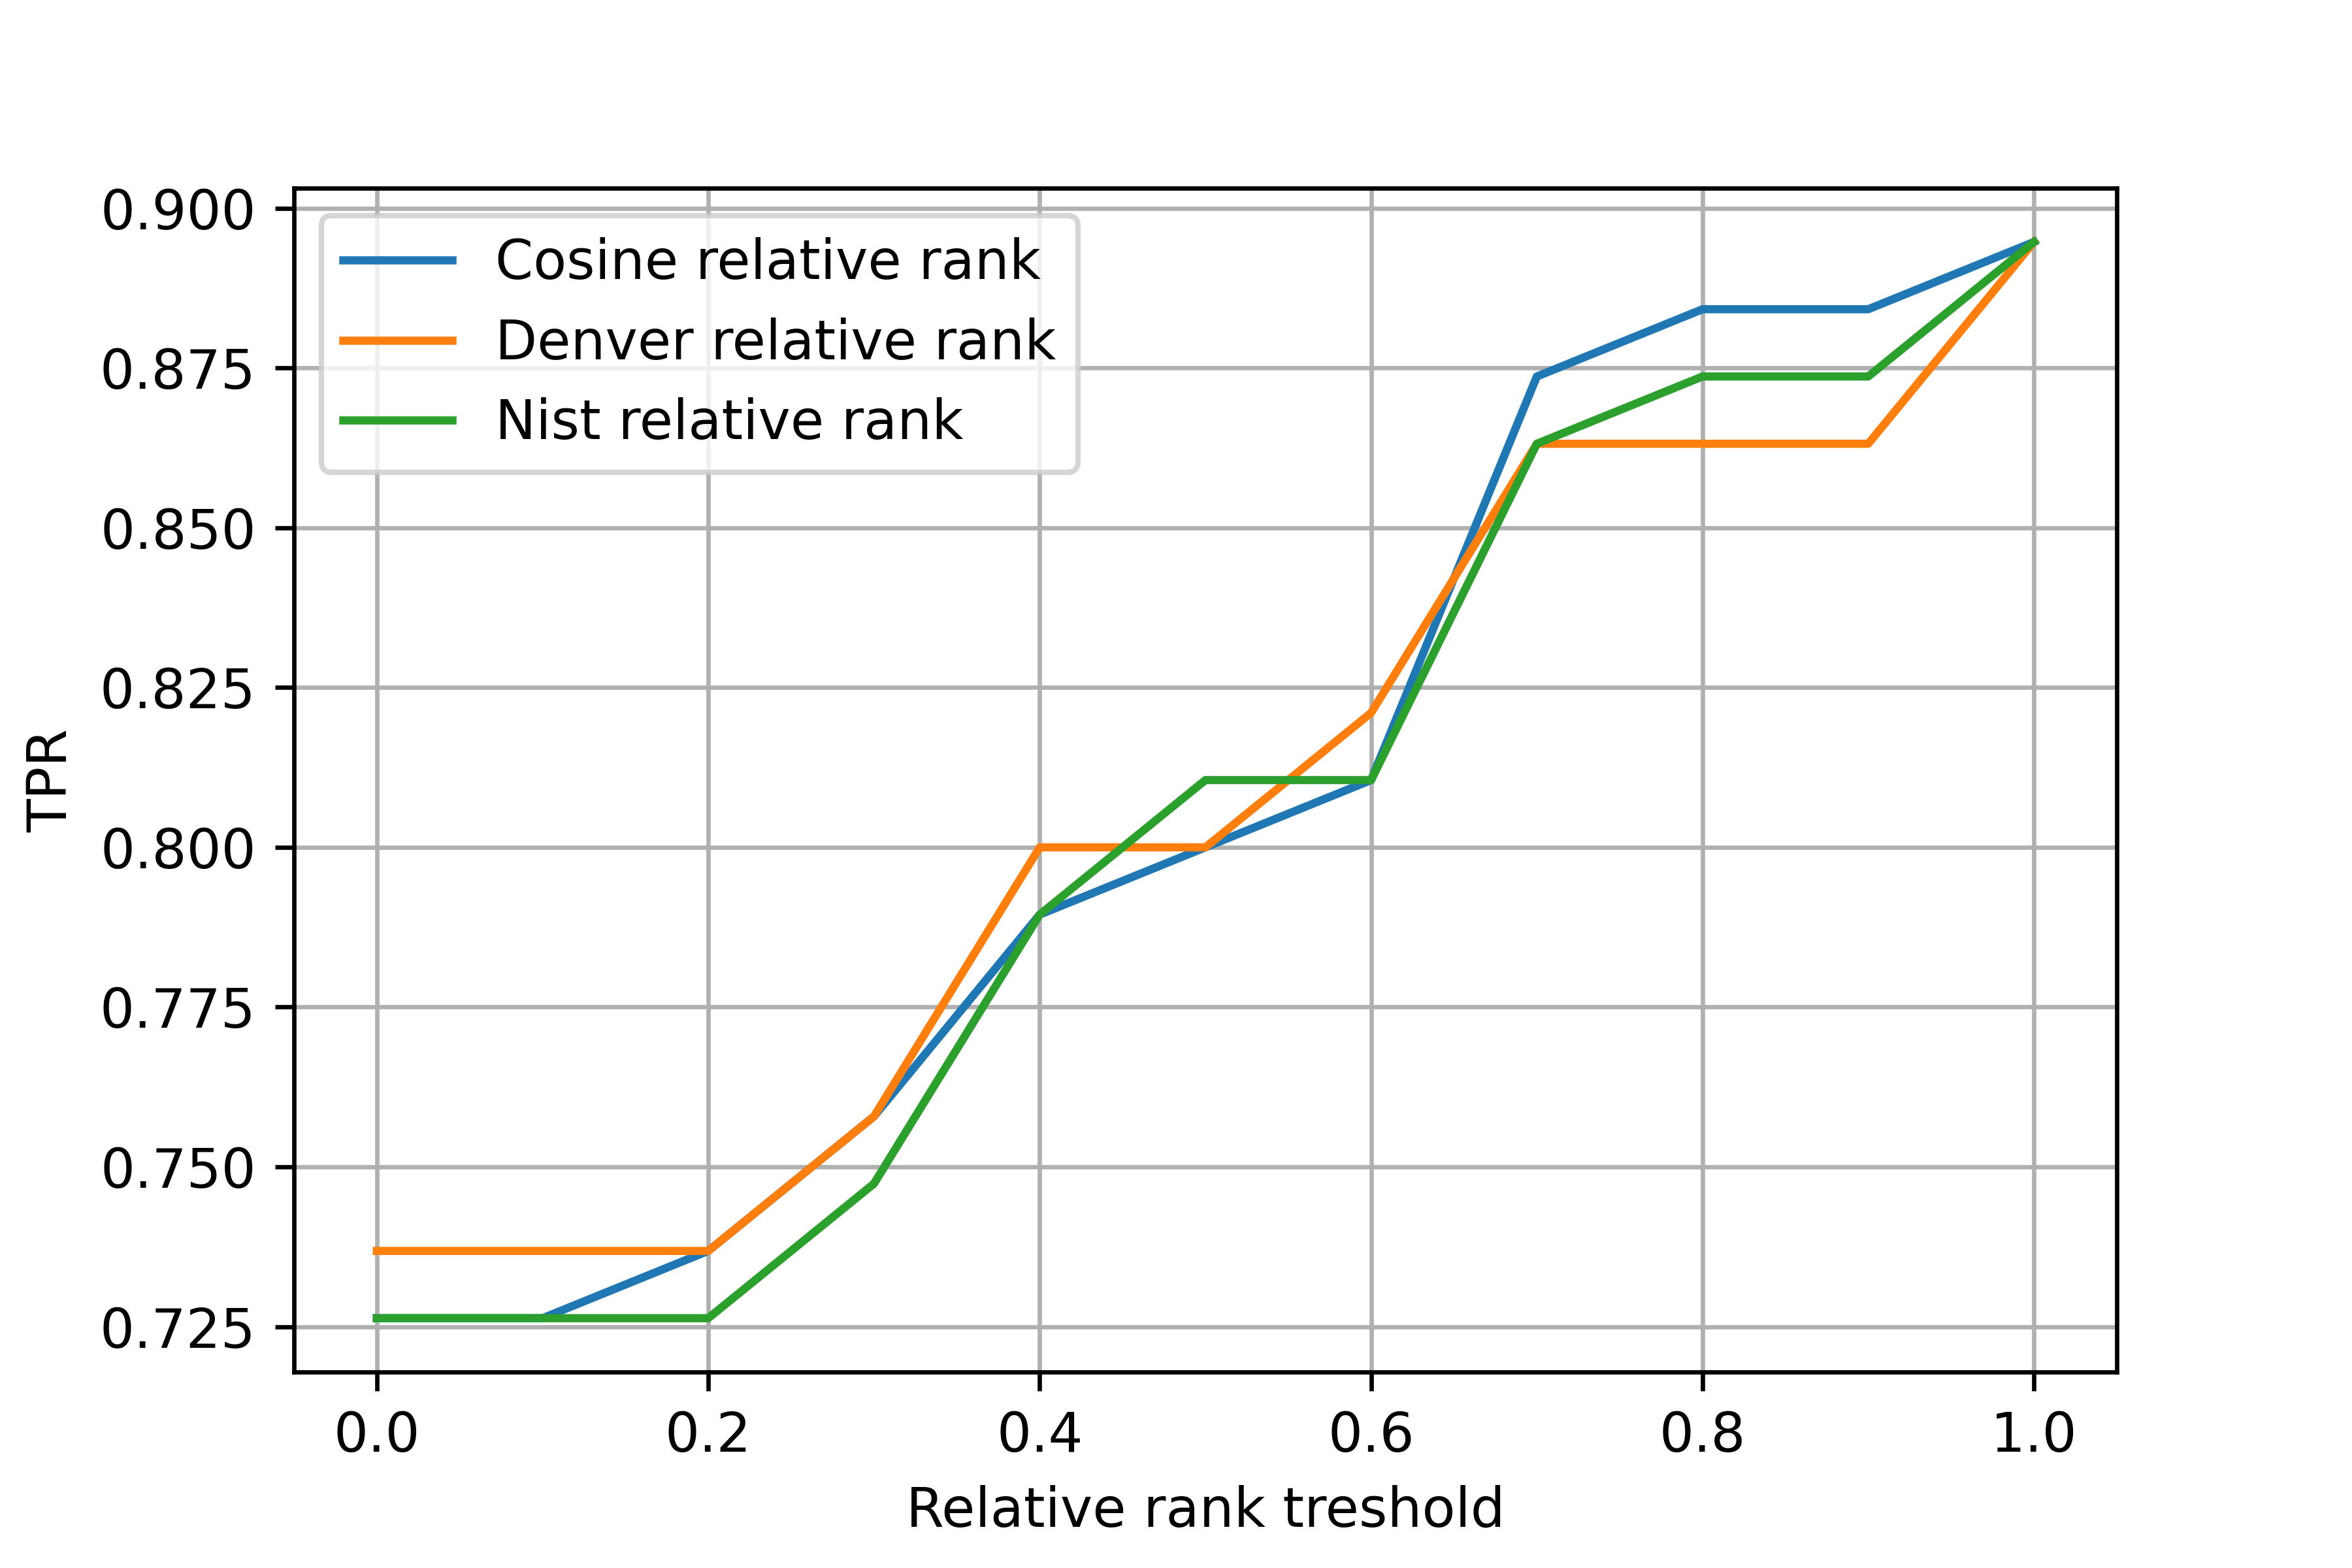 0.900
0.875
0.850
0.825
0.800
0.775
0.750
0.725
TPR
Cosine relative rank
Denver relative rank
Nist relative rank
0.0 0.2 0.4 0.6 0.8 1.0
Relative rank treshold